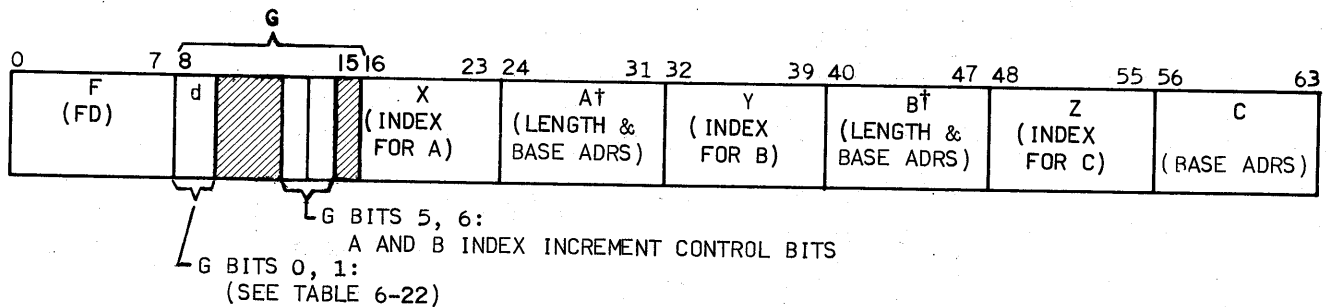 G
0 7 8 15 16 23 24 31 32 39 40 47 48 55 56 63
F d X A† Y B† Z C
(FD) (INDEX (LENGTH & (INDEX (LENGTH & (INDEX
FOR A) BASE ADRS) FOR B) BASE ADRS) FOR C) (BASE ADRS)
G BITS 5, 6:
A AND B INDEX INCREMENT CONTROL BITS
G BITS 0, 1:
(SEE TABLE 6-22)